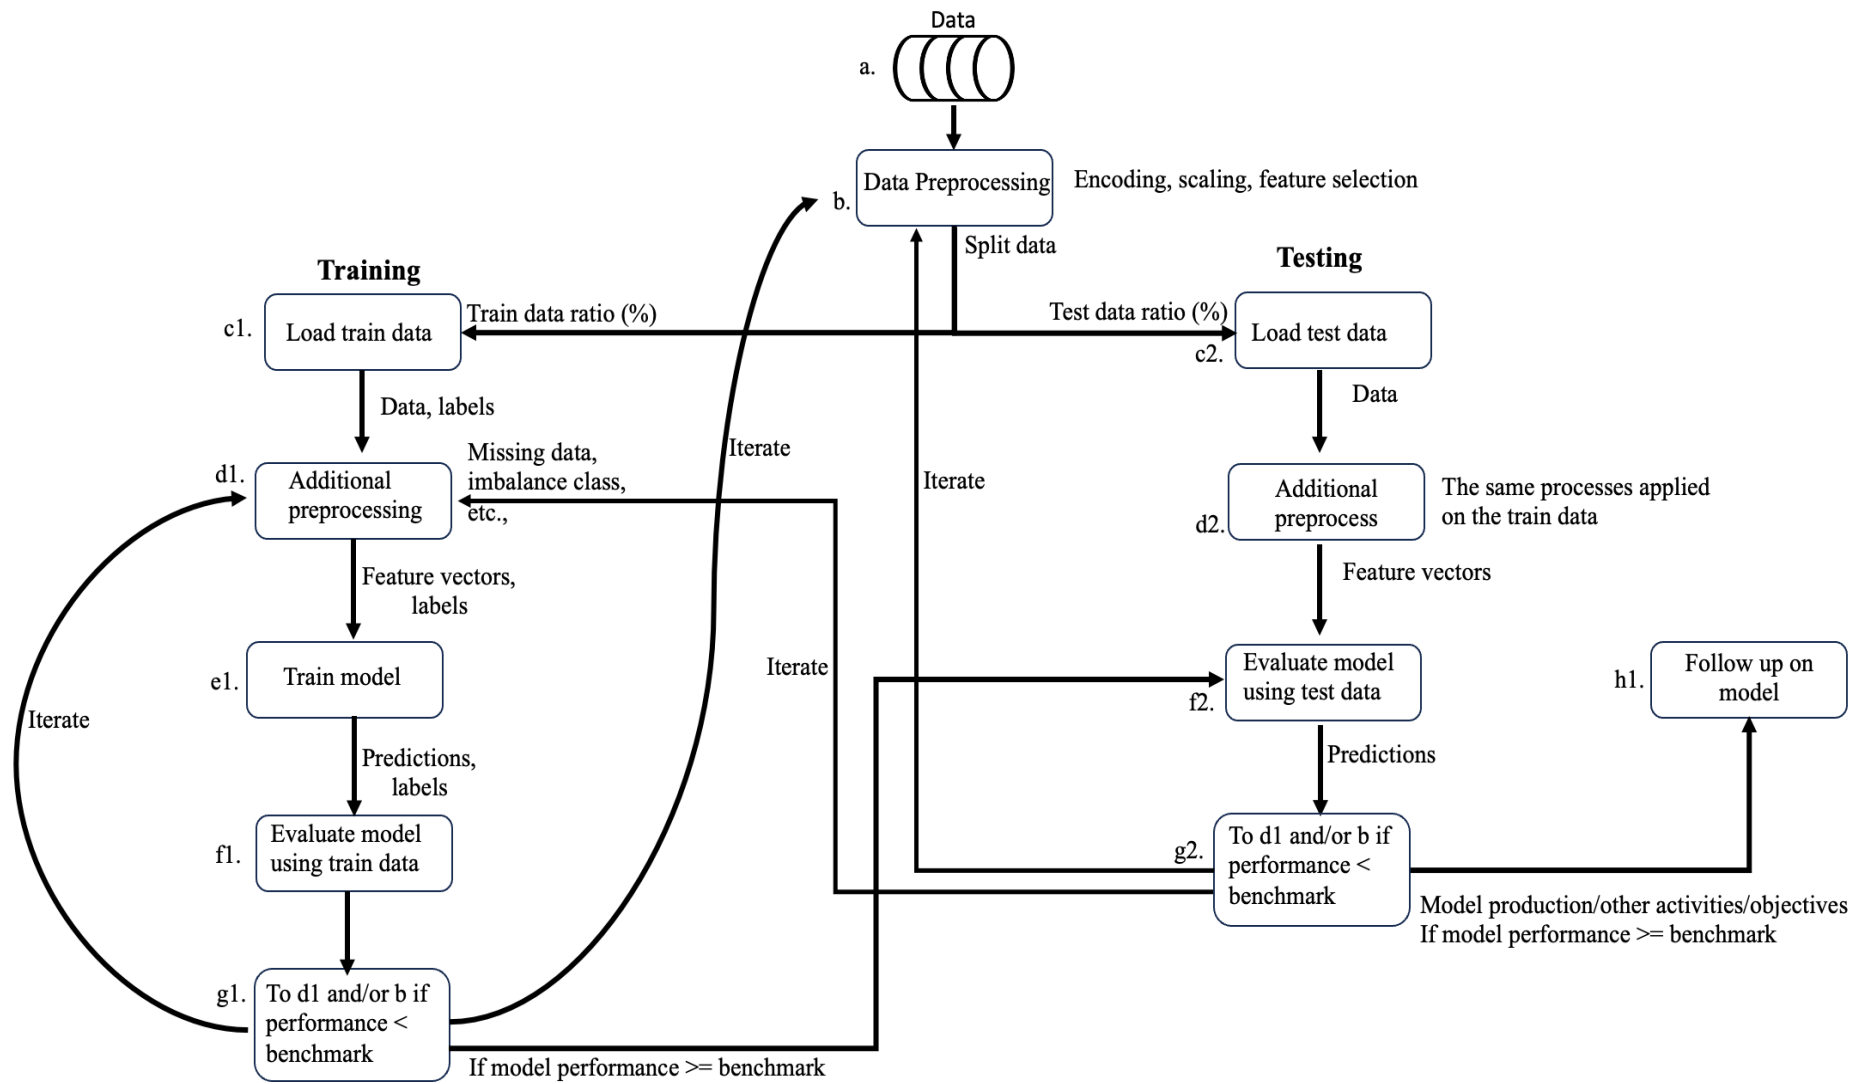 Data
a.
Data Preprocessing
Encoding, scaling, feature selection
b.
Split data
Training
Testing
c1.
Load train data
Train data ratio (%)
Test data ratio (%)
Load test data
c2.
Data, labels
Data
d1.
Additional
preprocessing
Missing data,
imbalance class,
etc.,
Iterate
Iterate
d2.
Additional
preprocess
The same processes applied
on the train data
Feature vectors,
labels
Feature vectors
e1.
Train model
Iterate
Iterate
Evaluate model
using test data
f2.
h1.
Follow up on
model
Predictions,
labels
Predictions
f1.
Evaluate model
using train data
g2.
To d1 and/or b if
performance <
benchmark
Model production/other activities/objectives
If model performance >= benchmark
g1.
To d1 and/or b if
performance <
benchmark
If model performance >= benchmark